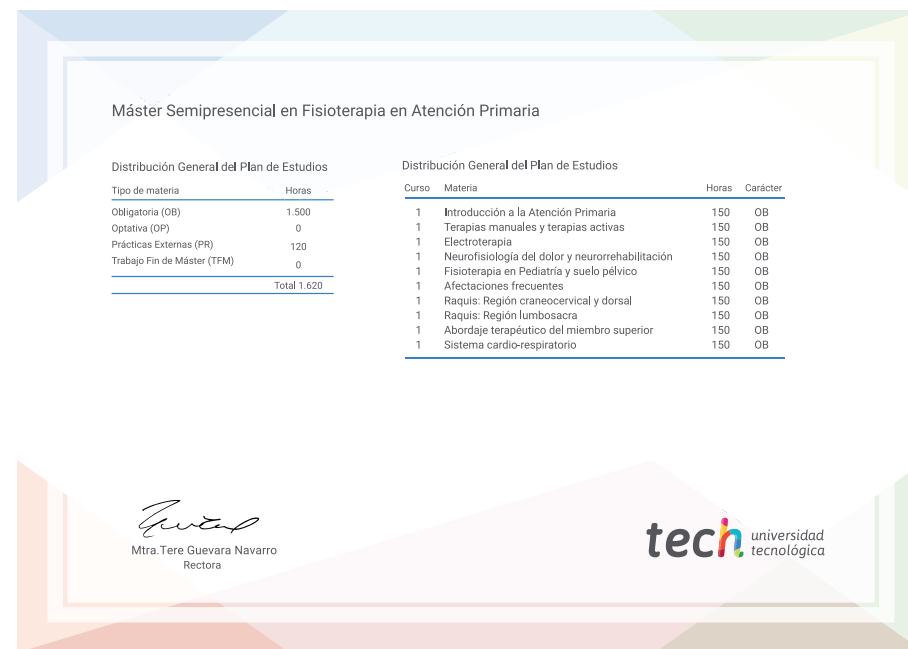 Máster Semipresencial en Fisioterapia en Atención Primaria
Distribución General del Plan de Estudios
Tipo de materia Horas
Obligatoria (OB) 1.500
Optativa (OP) 0
Prácticas Externas (PR) 120
Trabajo Fin de Máster (TFM) 0
Total 1.620
Distribución General del Plan de Estudios
Curso Materia Horas Carácter
1 Introducción a la Atención Primaria 150 OB
1 Terapias manuales y terapias activas 150 OB
1 Electroterapia 150 OB
1 Neurofisiología del dolor y neurorrehabilitación 150 OB
1 Fisioterapia en Pediatría y suelo pélvico 150 OB
1 Afectaciones frecuentes 150 OB
1 Raquis: Región craneocervical y dorsal 150 OB
1 Raquis: Región lumbosacra 150 OB
1 Abordaje terapéutico del miembro superior 150 OB
1 Sistema cardio-respiratorio 150 OB
Mtra.Tere Guevara Navarro
Rectora
tech universidad
tecnológica